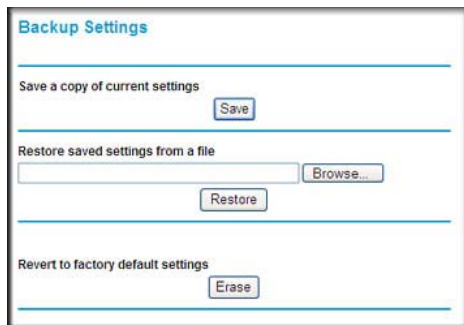 Backup Settings
Save a copy of current settings
Save
Restore saved settings from a file
Browse...
Restore
Revert to factory default settings
Erase